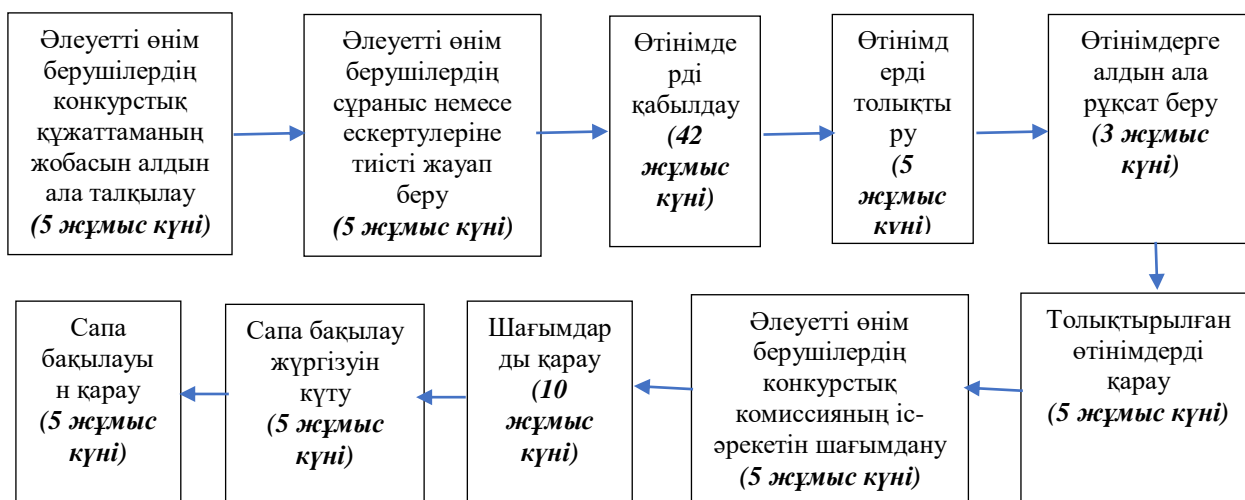 Әлеуетті өнім
берушілердің
конкурстық
құжаттаманың
жобасын алдын
ала талқылау
(5 жұмыс күні)
Әлеуетті өнім
берушілердің
сұраныс немесе
ескертулеріне
тиісті жауап
беру
(5 жұмыс күні)
Өтінімде
рді
қабылдау
(42
жұмыс
күні)
Өтінімд
ерді
толықты
ру
(5
жұмыс
күні)
Өтінімдерге
алдын ала
рұқсат беру
(3 жұмыс
күні)
Толықтырылған
өтінімдерді
қарау
(5 жұмыс күні)
Әлеуетті өнім
берушілердің
конкурстық
комиссияның іс-
әрекетін шағымдану
(5 жұмыс күні)
Шағымдар
ды қарау
(10
жұмыс
күні)
Сапа бақылау
жүргізуін
күту
(5 жұмыс
күні)
Сапа
бақылауы
н қарау
(5 жұмыс
күні)